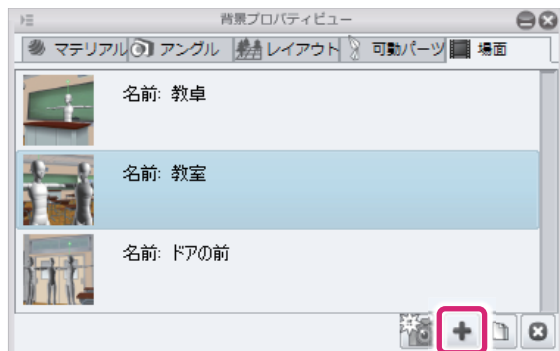 背景プロパティビュー
マテリアル アングル レイアウト 可動パーツ 場面
名前: 教卓
名前: 教室
名前: ドアの前